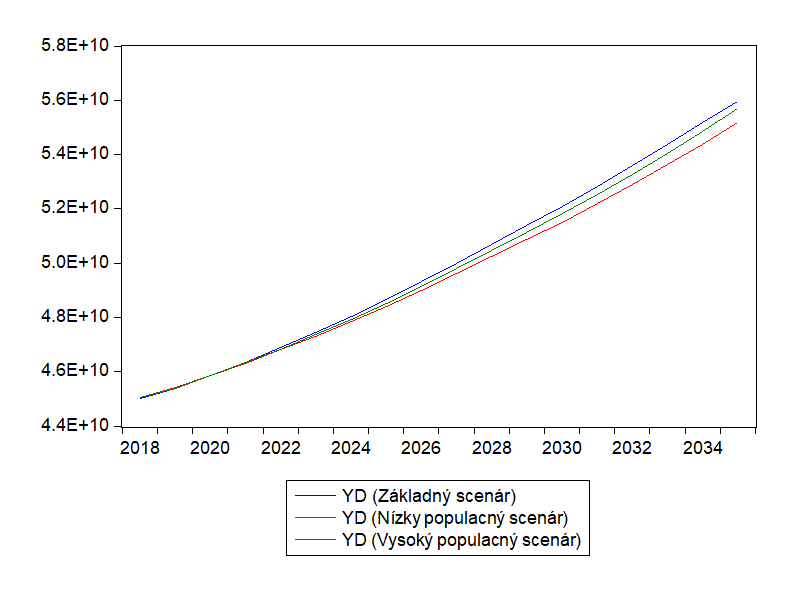 5.8E+10
5.6E+10
5.4E+10
5.2E+10
5.0E+10
4.8E+10
4.6E+10
4.4E+10
2018 2020 2022 2024 2026 2028 2030 2032 2034
YD (Základný scenár)
YD (Nízky populacný scenár)
YD (Vysoký populacný scenár)